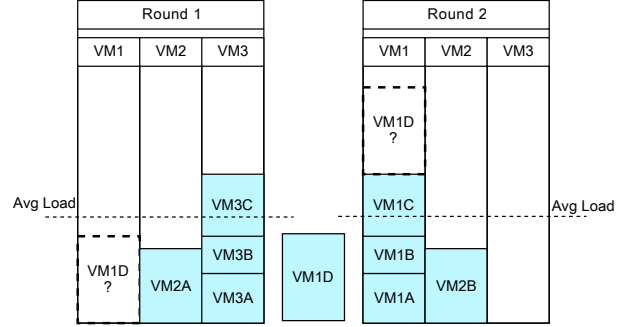 Round 1
Round 2
VM1 VM2 VM3
VM1 VM2 VM3
VM1D
?
VM3C
VM1C
Avg Load
Avg Load
VM3B
VM1B
VM1D
?
VM2A
VM1D
VM2B
VM3A
VM1A